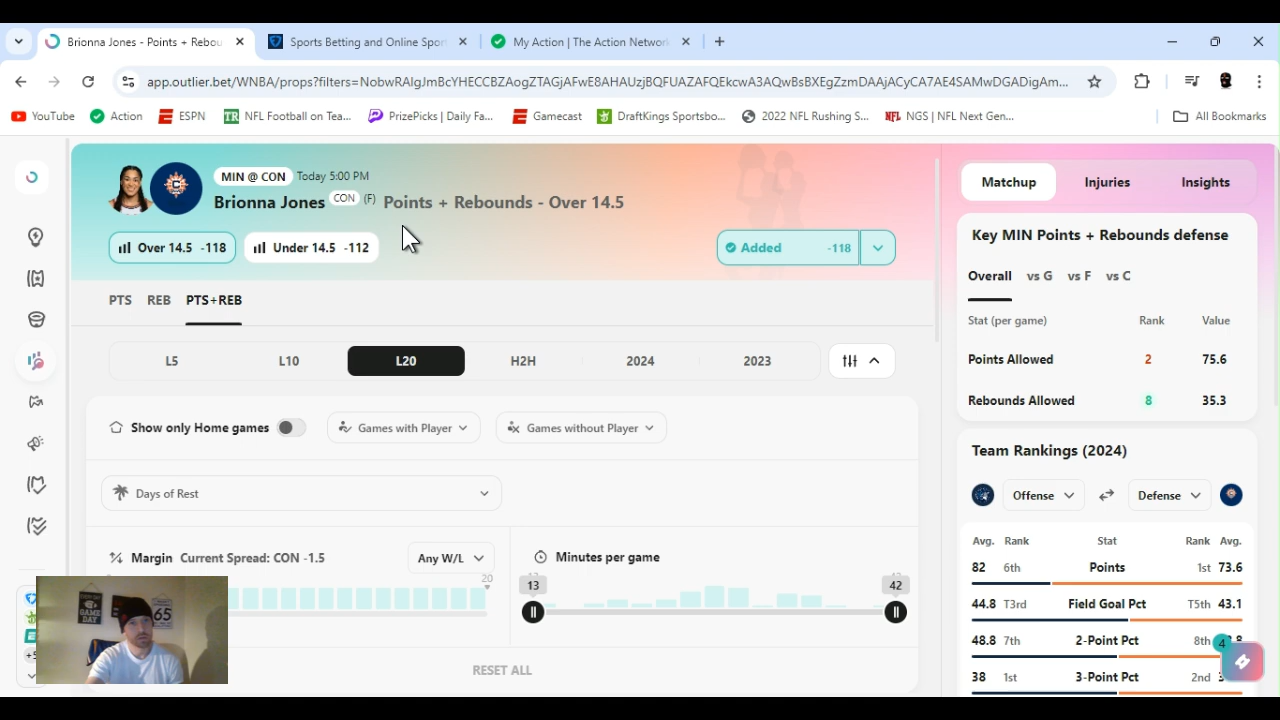 Brionna Jones - Points + Rebou
Sports Betting and Online Spor
My Action | The Action Network
app.outlier.bet/WNBA/props?filters=NobwRAlgJmBcYHECCBZAogZTAGjAFwE8AHAUzjBQFUAZAFQEkcwA3AQwBsBXEgZzmDAAjACyCA7AE4SAMwDGADigAm...
YouTube
Action
ESPN
NFL Football on Tea...
PrizePicks | Daily Fa...
Gamecast
DraftKings Sportsbo...
2022 NFL Rushing S...
NGS | NFL Next Gen...
All Bookmarks
MIN @ CON Today 5:00 PM
Brionna Jones CON (F) Points + Rebounds - Over 14.5
Over 14.5 -118
Under 14.5 -112
Added -118
PTS REB PTS+REB
L5 L10 L20 H2H 2024 2023
Show only Home games
Games with Player
Games without Player
Days of Rest
Margin Current Spread: CON -1.5
Any W/L
20
Minutes per game
13
42
RESET ALL
GAME DAY
65
Matchup Injuries Insights
Key MIN Points + Rebounds defense
Overall vs G vs F vs C
Stat (per game) Rank Value
Points Allowed 2 75.6
Rebounds Allowed 8 35.3
Team Rankings (2024)
Offense Defense
Avg. Rank Stat Rank Avg.
82 6th Points 1st 73.6
44.8 T3rd Field Goal Pct T5th 43.1
48.8 7th 2-Point Pct 8th
4
38 1st 3-Point Pct 2nd